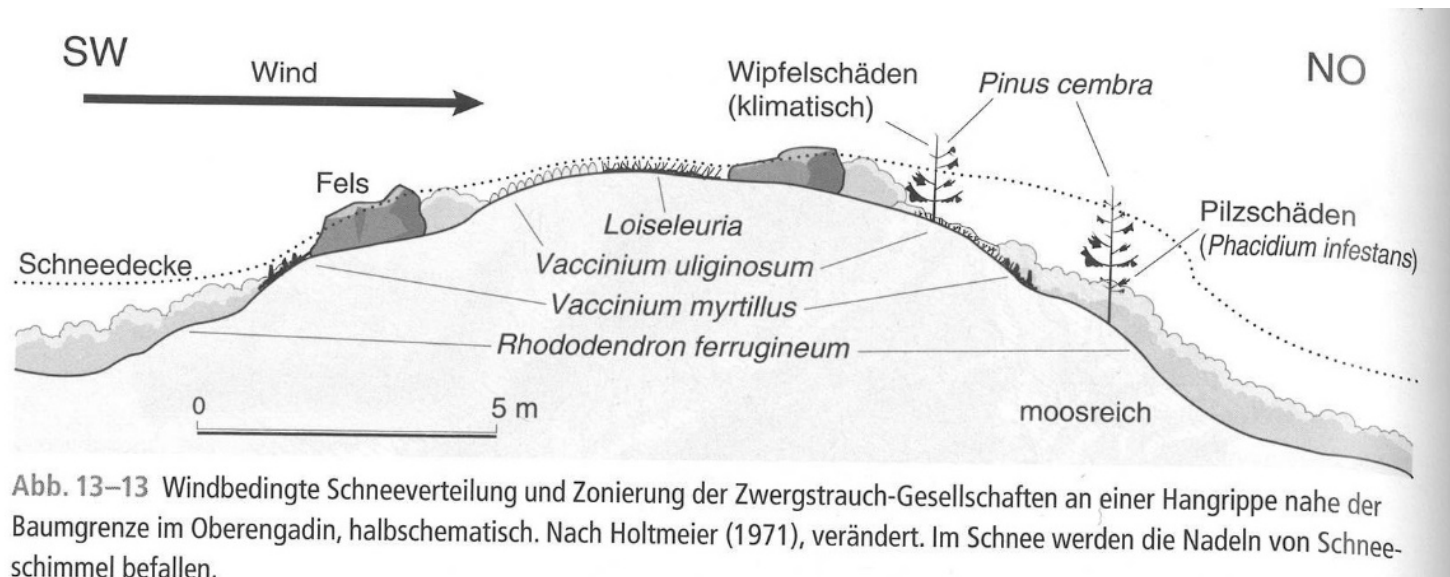 SW
Wind
Wipfelschäden
(klimatisch)
Pinus cembra
NO
Fels
Schneedecke
Loiseleuria
Vaccinium uliginosum
Vaccinium myrtillus
Rhododendron ferrugineum
Pilzschäden
(Phacidium infestans)
0 5 m
moosreich
Abb. 13–13 Windbedingte Schneeverteilung und Zonierung der Zwergstrauch-Gesellschaften an einer Hangrippe nahe der
Baumgrenze im Oberengadin, halbschematisch. Nach Holtmeier (1971), verändert. Im Schnee werden die Nadeln von Schnee-
schimmel befallen.